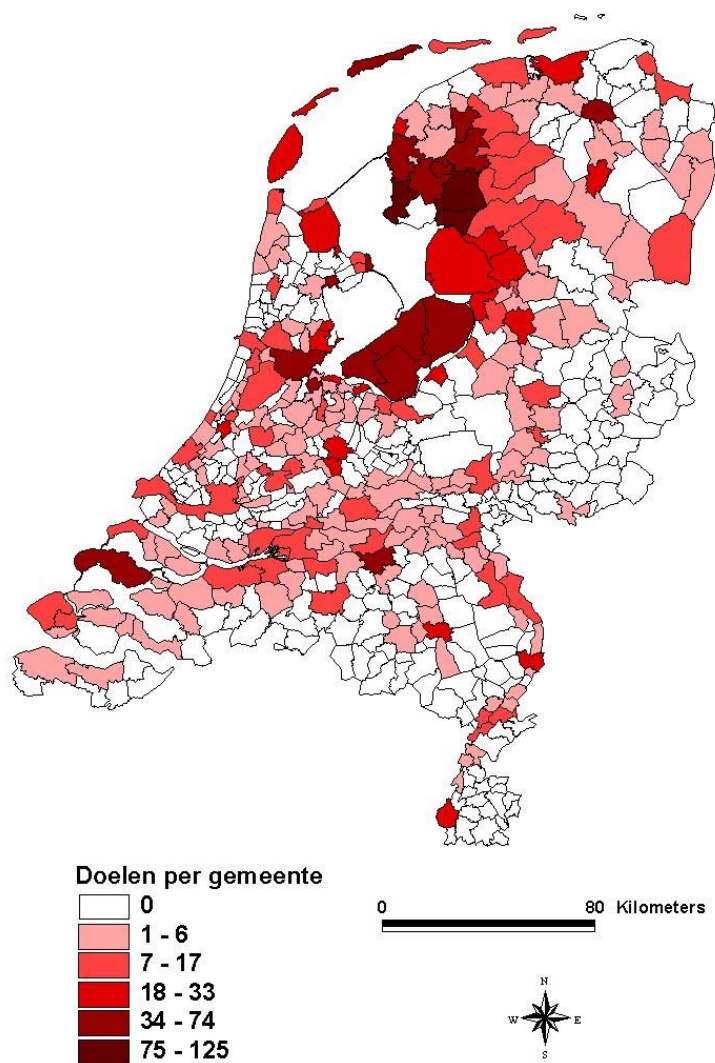 Doelen per gemeente
0
1 - 6
7 - 17
18 - 33
34 - 74
75 - 125
0 80 Kilometers
N
W E
S